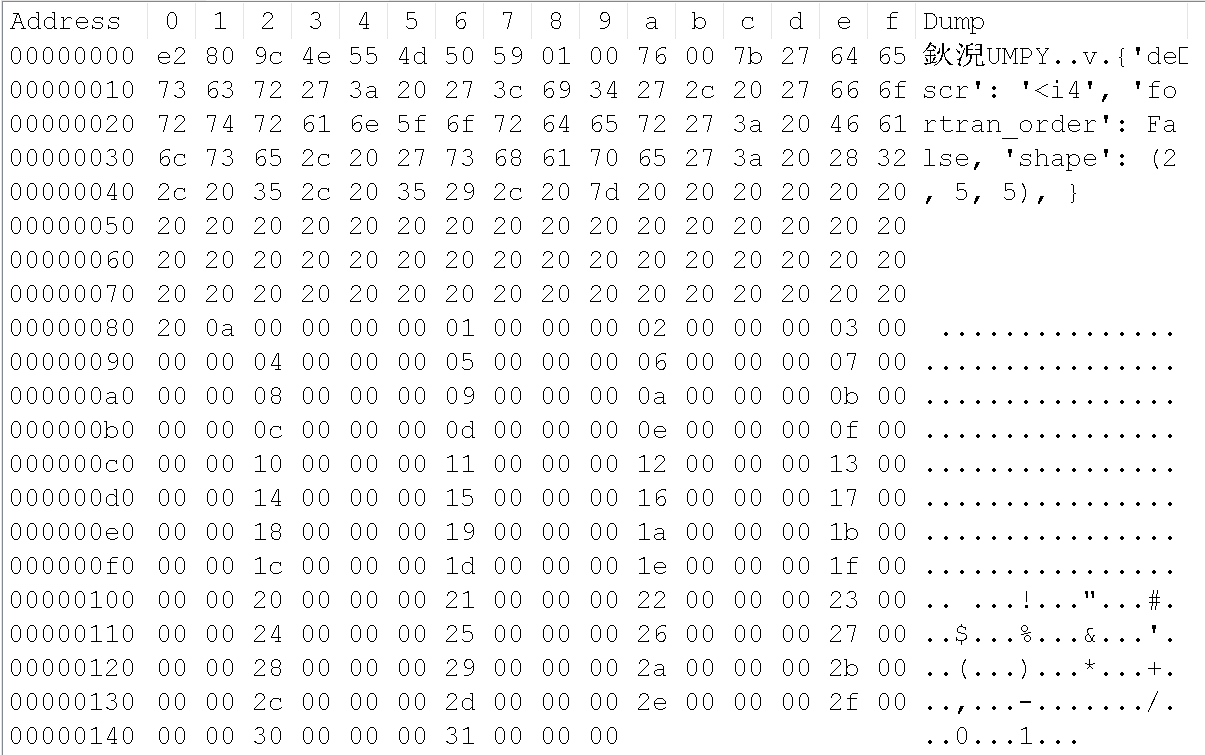 Address 0 1 2 3 4 5 6 7 8 9 a b c d e f Dump
00000000 e2 80 9c 4e 55 4d 50 59 01 00 76 00 7b 27 64 65 鈥淣UMPY..v.{'de
00000010 73 63 72 27 3a 20 27 3c 69 34 27 2c 20 27 66 6f scr': '<i4', 'fo
00000020 72 74 72 61 6e 5f 6f 72 64 65 72 27 3a 20 46 61 rtran_order': Fa
00000030 6c 73 65 2c 20 27 73 68 61 70 65 27 3a 20 28 32 lse, 'shape': (2
00000040 2c 20 35 2c 20 35 29 2c 20 7d 20 20 20 20 20 20 , 5, 5), }
00000050 20 20 20 20 20 20 20 20 20 20 20 20 20 20 20 20
00000060 20 20 20 20 20 20 20 20 20 20 20 20 20 20 20 20
00000070 20 20 20 20 20 20 20 20 20 20 20 20 20 20 20 20
00000080 20 0a 00 00 00 00 01 00 00 00 02 00 00 00 03 00 ...............
00000090 00 00 04 00 00 00 05 00 00 00 06 00 00 00 07 00 ................
000000a0 00 00 08 00 00 00 09 00 00 00 0a 00 00 00 0b 00 ................
000000b0 00 00 0c 00 00 00 0d 00 00 00 0e 00 00 00 0f 00 ................
000000c0 00 00 10 00 00 00 11 00 00 00 12 00 00 00 13 00 ................
000000d0 00 00 14 00 00 00 15 00 00 00 16 00 00 00 17 00 ................
000000e0 00 00 18 00 00 00 19 00 00 00 1a 00 00 00 1b 00 ................
000000f0 00 00 1c 00 00 00 1d 00 00 00 1e 00 00 00 1f 00 ................
00000100 00 00 20 00 00 00 21 00 00 00 22 00 00 00 23 00 .. ...!..."...#.
00000110 00 00 24 00 00 00 25 00 00 00 26 00 00 00 27 00 ..$...%...&...'.
00000120 00 00 28 00 00 00 29 00 00 00 2a 00 00 00 2b 00 ..(...)...*...+.
00000130 00 00 2c 00 00 00 2d 00 00 00 2e 00 00 00 2f 00 ..,...-......./.
00000140 00 00 30 00 00 00 31 00 00 00 ..0...1...